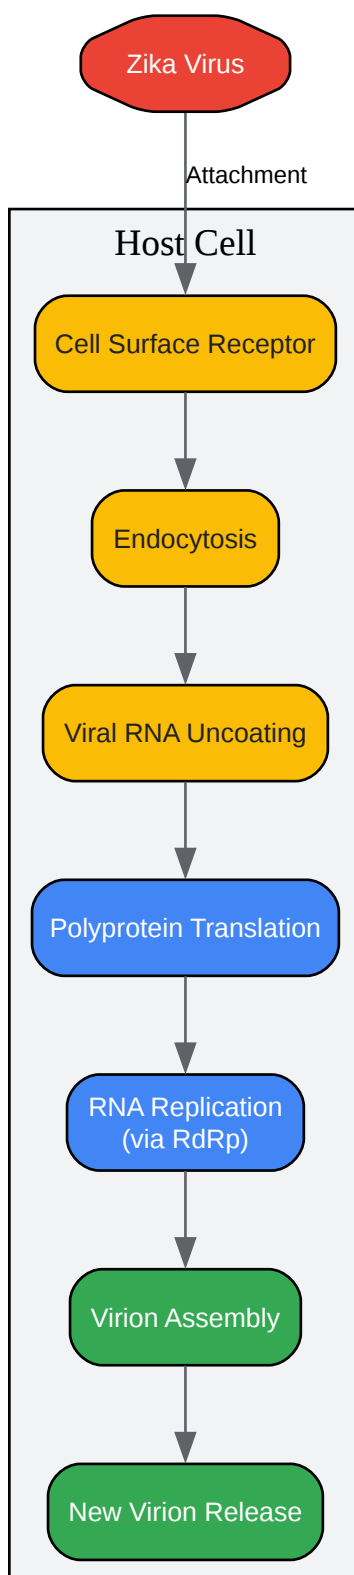 Zika Virus
Attachment
Host Cell
Cell Surface Receptor
Endocytosis
Viral RNA Uncoating
Polyprotein Translation
RNA Replication
(via RdRp)
Virion Assembly
New Virion Release